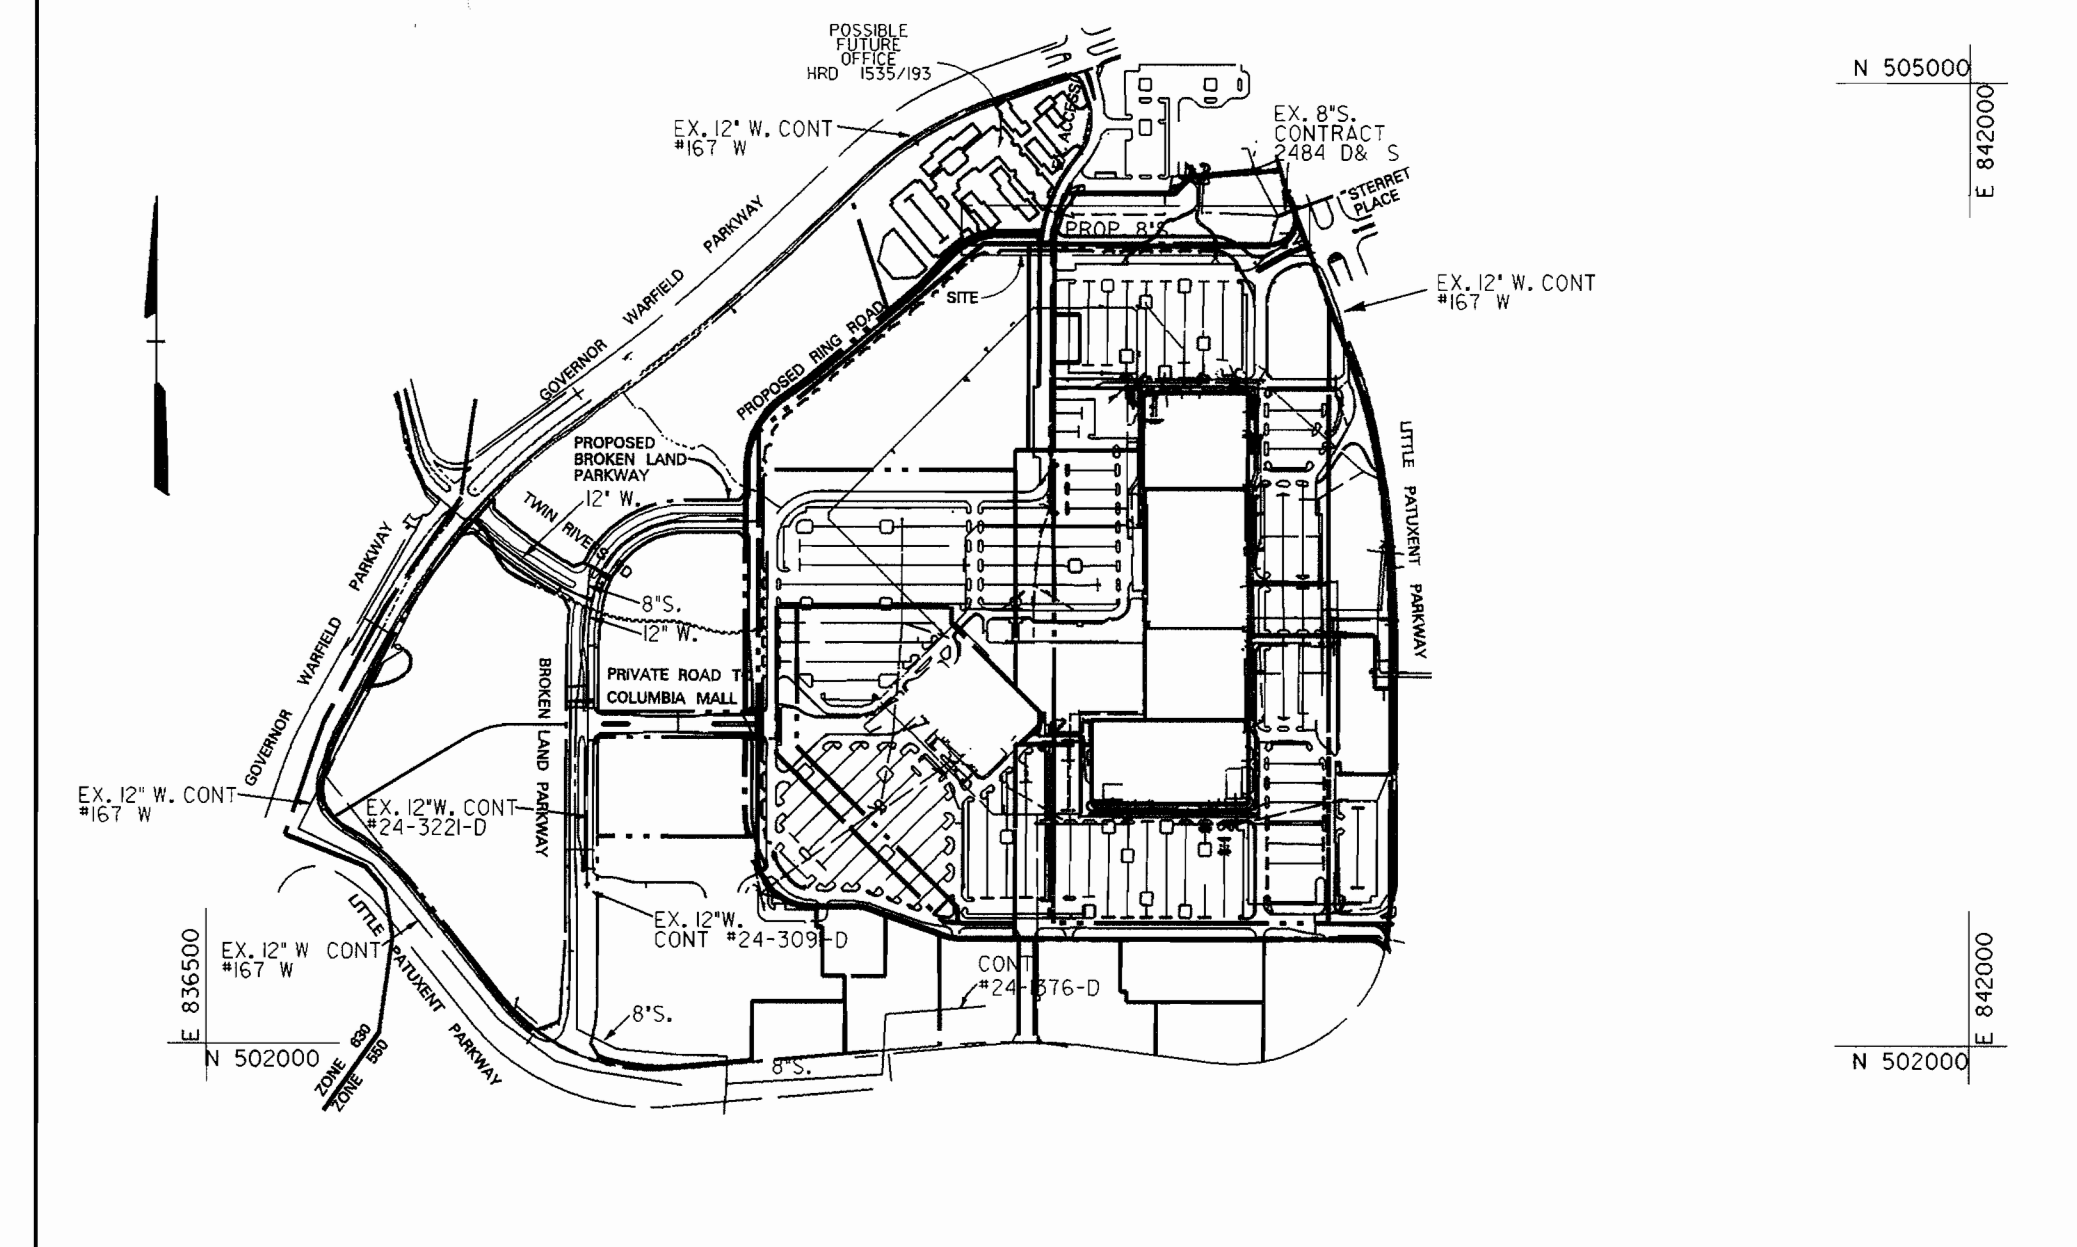 POSSIBLE
FUTURE
OFFICE
HRD 1535/193
N 505000
E 842000
EX. 12" W. CONT
#167 W
ACCESS
EX. 8"S.
CONTRACT
2484 D& S
STERRET
PLACE
PROP. 8"S.
GOVERNOR WARFIELD PARKWAY
SITE
EX. 12" W. CONT
#167 W
PROPOSED RING ROAD
PROPOSED
BROKEN LAND
PARKWAY
12" W.
TWIN RIVERS RD
LITTLE PATUXENT PARKWAY
8"S.
12" W.
GOVERNOR WARFIELD PARKWAY
PRIVATE ROAD T
COLUMBIA MALL
BROKEN LAND PARKWAY
EX. 12" W. CONT
#167 W
EX. 12"W. CONT
#24-3221-D
EX. 12"W.
CONT #24-3091-D
LITTLE PATUXENT PARKWAY
EX. 12" W CONT
#167 W
CONT
#24-1376-D
8"S.
8"S.
E 836500
N 502000
ZONE 630
ZONE 550
E 842000
N 502000